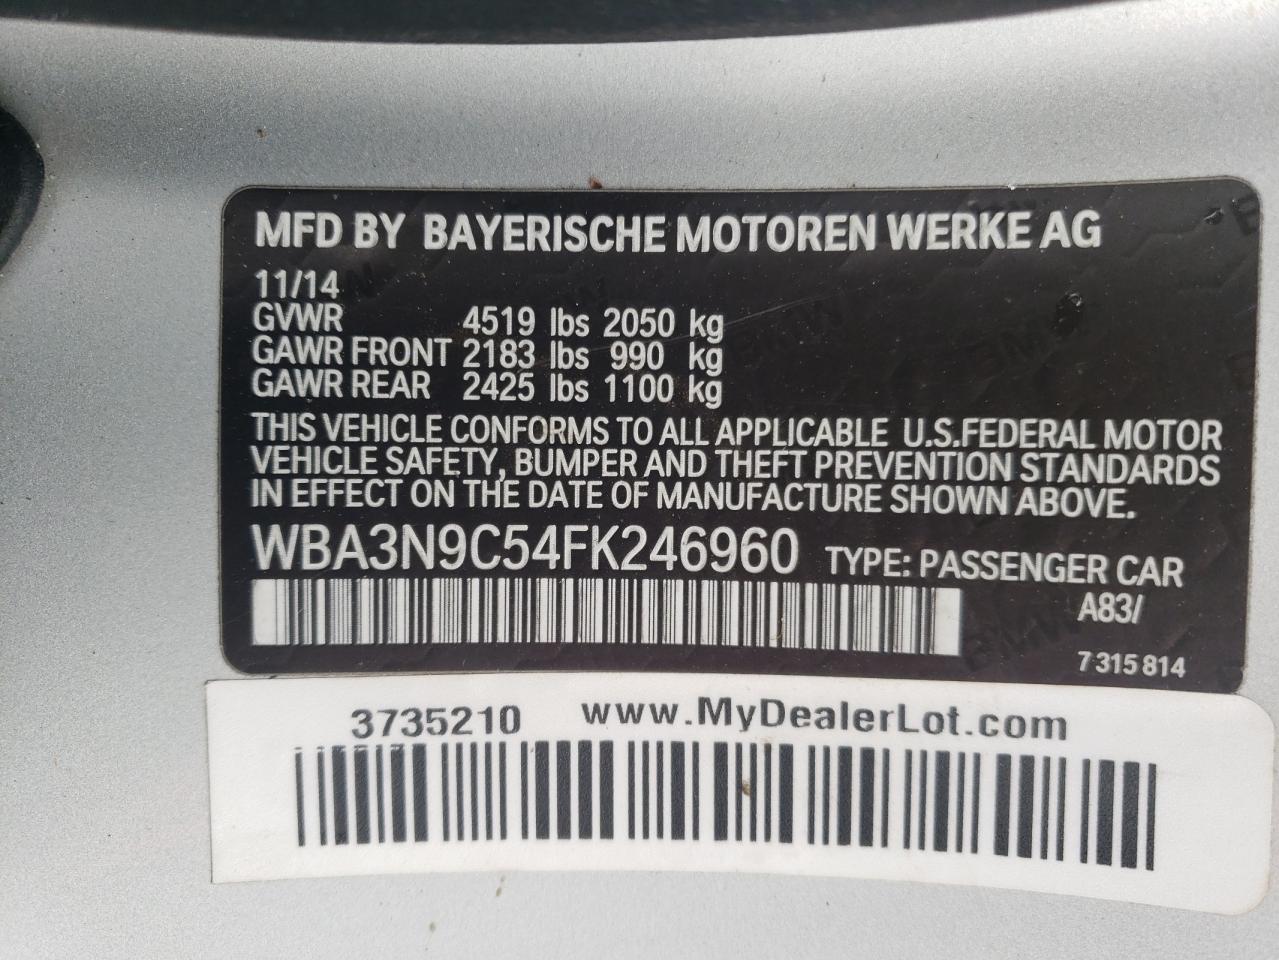 MFD BY BAYERISCHE MOTOREN WERKE AG
11/14
GVWR 4519 lbs 2050 kg
GAWR FRONT 2183 lbs 990 kg
GAWR REAR 2425 lbs 1100 kg
THIS VEHICLE CONFORMS TO ALL APPLICABLE U.S.FEDERAL MOTOR
VEHICLE SAFETY, BUMPER AND THEFT PREVENTION STANDARDS
IN EFFECT ON THE DATE OF MANUFACTURE SHOWN ABOVE.
WBA3N9C54FK246960 TYPE: PASSENGER CAR
A83/
7 315 814
3735210 www.MyDealerLot.com